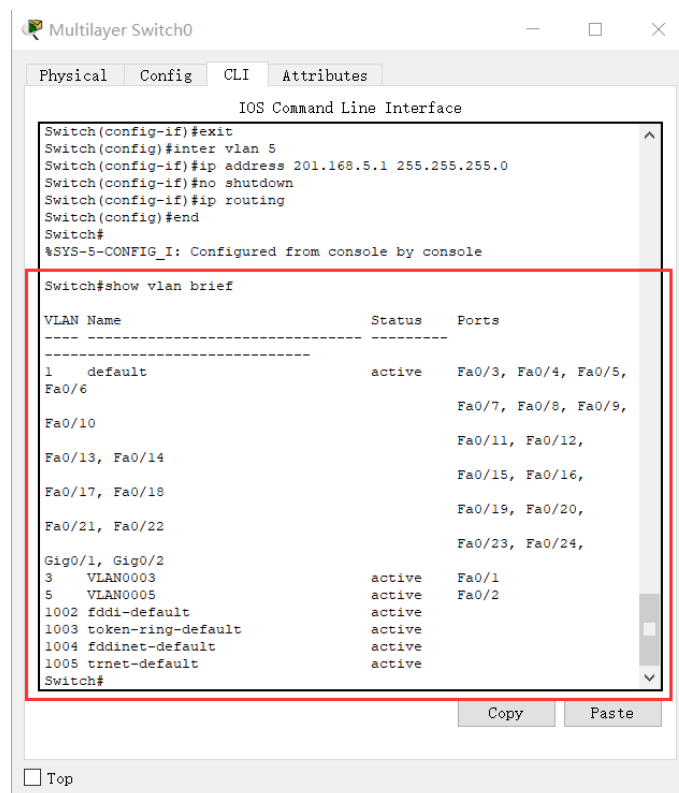 Multilayer Switch0
Physical Config CLI Attributes
IOS Command Line Interface
Switch(config-if)#exit
Switch(config)#inter vlan 5
Switch(config-if)#ip address 201.168.5.1 255.255.255.0
Switch(config-if)#no shutdown
Switch(config-if)#ip routing
Switch(config)#end
Switch#
%SYS-5-CONFIG_I: Configured from console by console
Switch#show vlan brief
VLAN Name                             Status    Ports
---- -------------------------------- ---------
-------------------------------
1    default                          active    Fa0/3, Fa0/4, Fa0/5,
Fa0/6
                                                Fa0/7, Fa0/8, Fa0/9,
Fa0/10
                                                Fa0/11, Fa0/12,
Fa0/13, Fa0/14
                                                Fa0/15, Fa0/16,
Fa0/17, Fa0/18
                                                Fa0/19, Fa0/20,
Fa0/21, Fa0/22
                                                Fa0/23, Fa0/24,
Gig0/1, Gig0/2
3    VLAN0003                         active    Fa0/1
5    VLAN0005                         active    Fa0/2
1002 fddi-default                     active
1003 token-ring-default               active
1004 fddinet-default                  active
1005 trnet-default                    active
Switch#
Copy Paste
Top